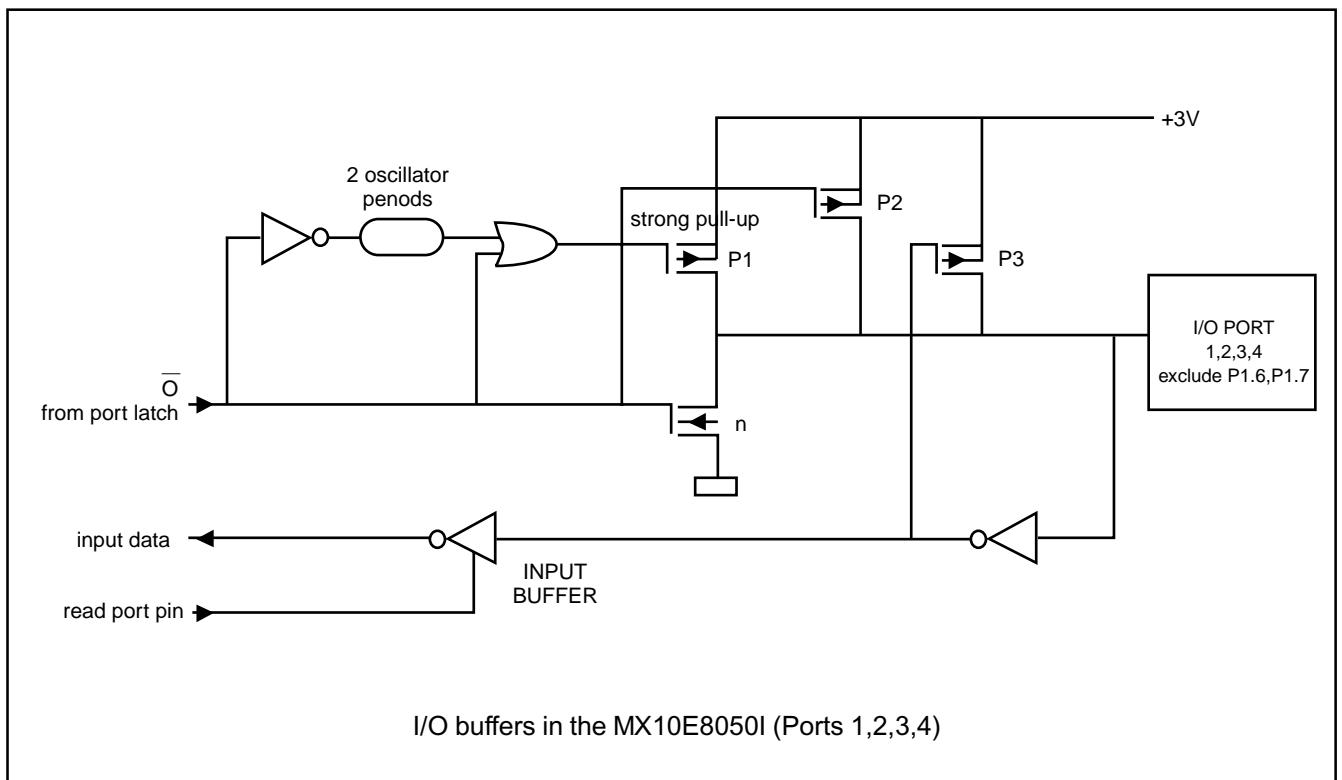 +3V
2 oscillator
penods
strong pull-up
P2
P1
P3
I/O PORT
1,2,3,4
exclude P1.6,P1.7
O̅
from port latch
n
input data
INPUT
BUFFER
read port pin
I/O buffers in the MX10E8050I (Ports 1,2,3,4)